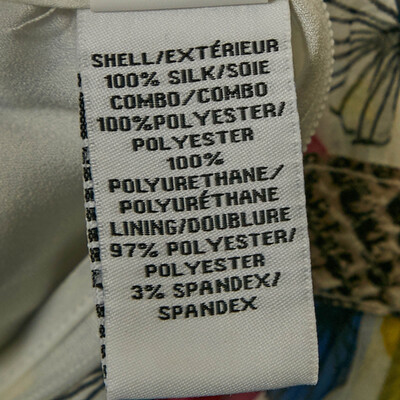 SHELL/EXTÉRIEUR
100% SILK/SOIE
COMBO/COMBO
100%POLYESTER/
POLYESTER
100%
POLYURETHANE/
POLYURÉTHANE
LINING/DOUBLURE
97% POLYESTER/
POLYESTER
3% SPANDEX/
SPANDEX